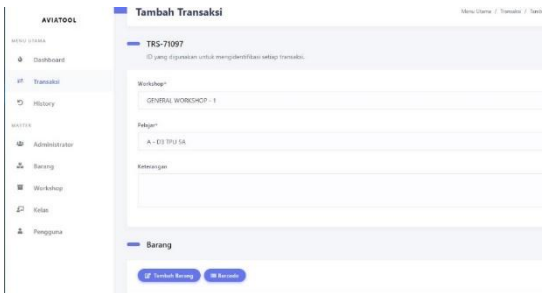 AVIATOOL
MENU UTAMA
Dashboard
Transaksi
History
MASTER
Administrator
Barang
Workshop
Kelas
Pengguna
Tambah Transaksi
Menu Utama / Transaksi /
TRS-71097
ID yang digunakan untuk mengidentifikasi setiap transaksi.
Workshop*
GENERAL WORKSHOP - 1
Pelajar*
A - D3 TPU 5A
Keterangan
Barang
Tambah Barang
Barcode